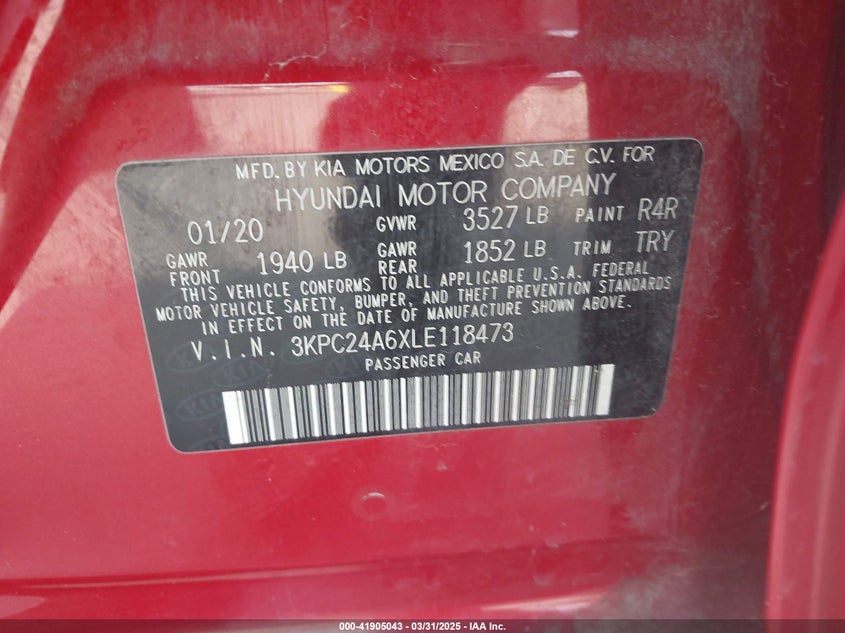 MFD. BY KIA MOTORS MEXICO S.A. DE C.V. FOR
HYUNDAI MOTOR COMPANY
01/20 GVWR 3527 LB PAINT R4R
GAWR FRONT 1940 LB GAWR REAR 1852 LB TRIM TRY
THIS VEHICLE CONFORMS TO ALL APPLICABLE U.S.A. FEDERAL
MOTOR VEHICLE SAFETY, BUMPER, AND THEFT PREVENTION STANDARDS
IN EFFECT ON THE DATE OF MANUFACTURE SHOWN ABOVE.
V.I.N. 3KPC24A6XLE118473
PASSENGER CAR
000-41905043 — 03/31/2025 — IAA Inc.